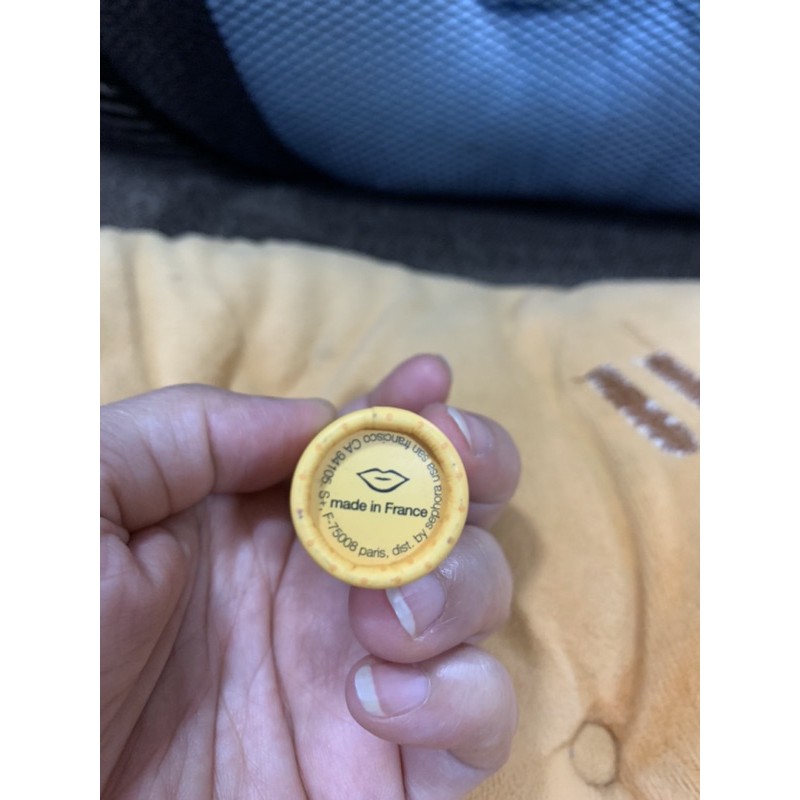 made in France
S+, F-75008 paris, dist. by sephora usa san francisco CA 94105.